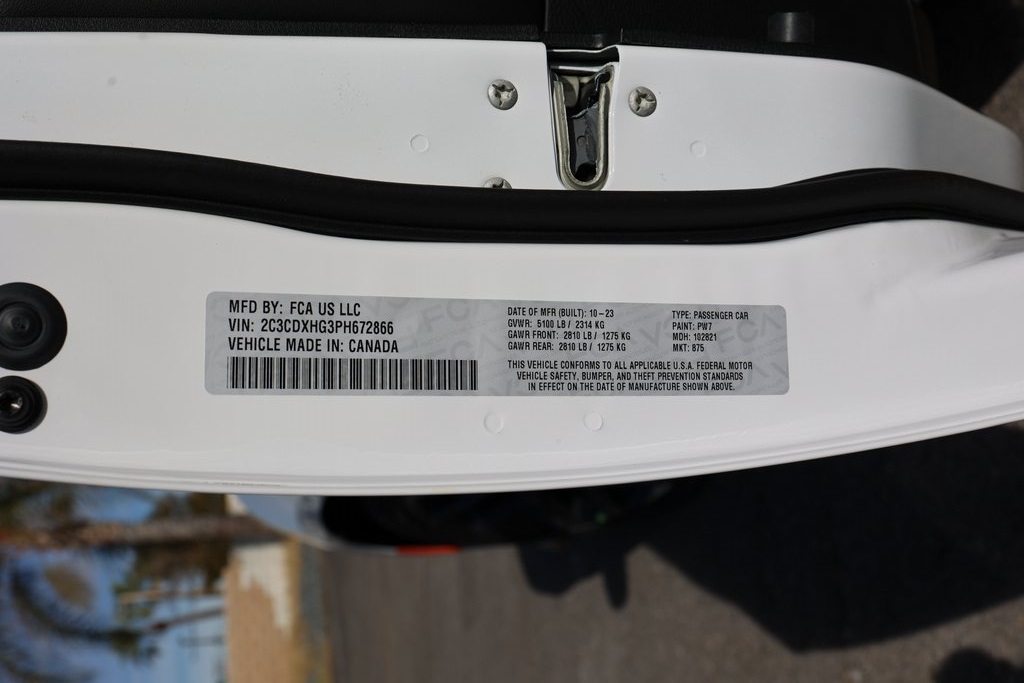 MFD BY: FCA US LLC
VIN: 2C3CDXHG3PH672866
VEHICLE MADE IN: CANADA
DATE OF MFR (BUILT): 10-23
GVWR: 5100 LB / 2314 KG
GAWR FRONT: 2810 LB / 1275 KG
GAWR REAR: 2810 LB / 1275 KG
TYPE: PASSENGER CAR
PAINT: PW7
MDH: 102821
MKT: 875
THIS VEHICLE CONFORMS TO ALL APPLICABLE U.S.A. FEDERAL MOTOR
VEHICLE SAFETY, BUMPER, AND THEFT PREVENTION STANDARDS
IN EFFECT ON THE DATE OF MANUFACTURE SHOWN ABOVE.